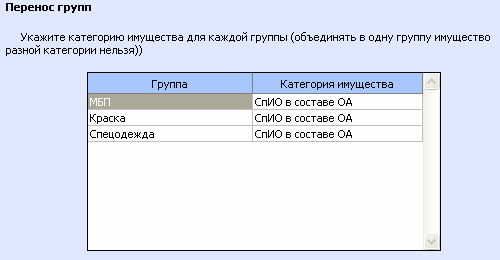 Перенос групп
Укажите категорию имущества для каждой группы (объединять в одну группу имущество
разной категории нельзя))
Группа Категория имущества
МБП СпИО в составе ОА
Краска СпИО в составе ОА
Спецодежда СпИО в составе ОА